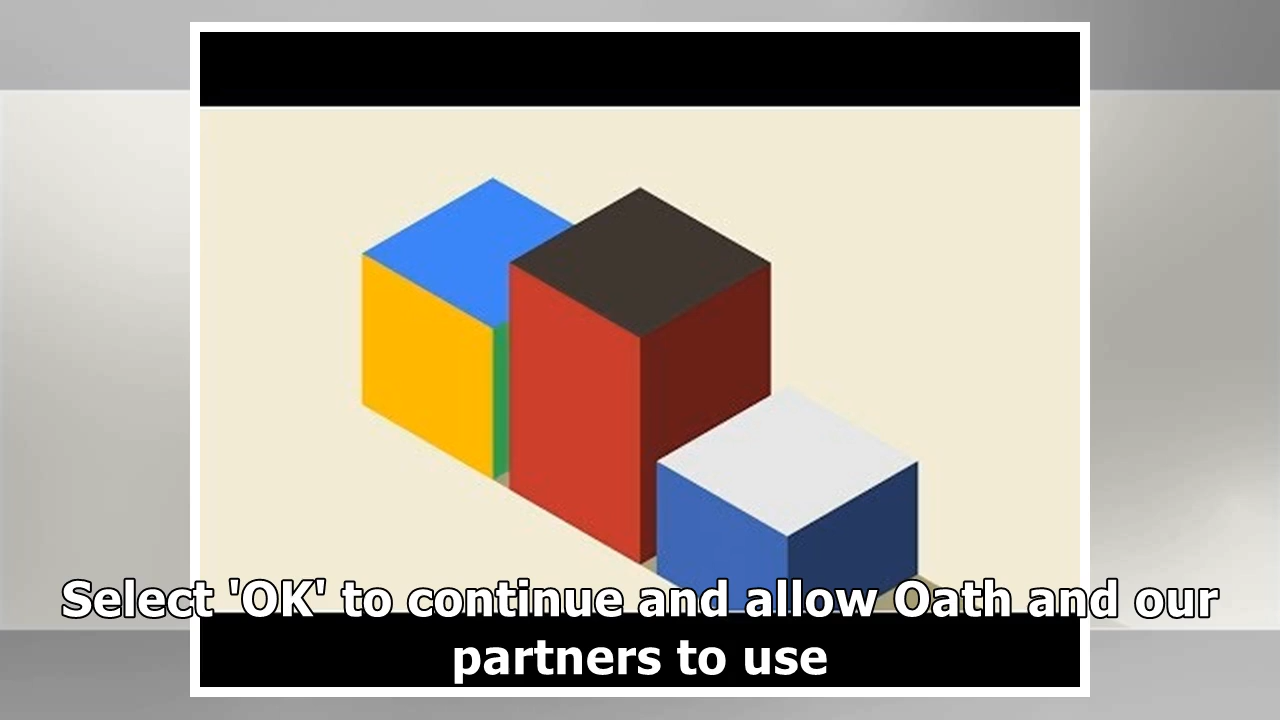 Select 'OK' to continue and allow Oath and our
partners to use